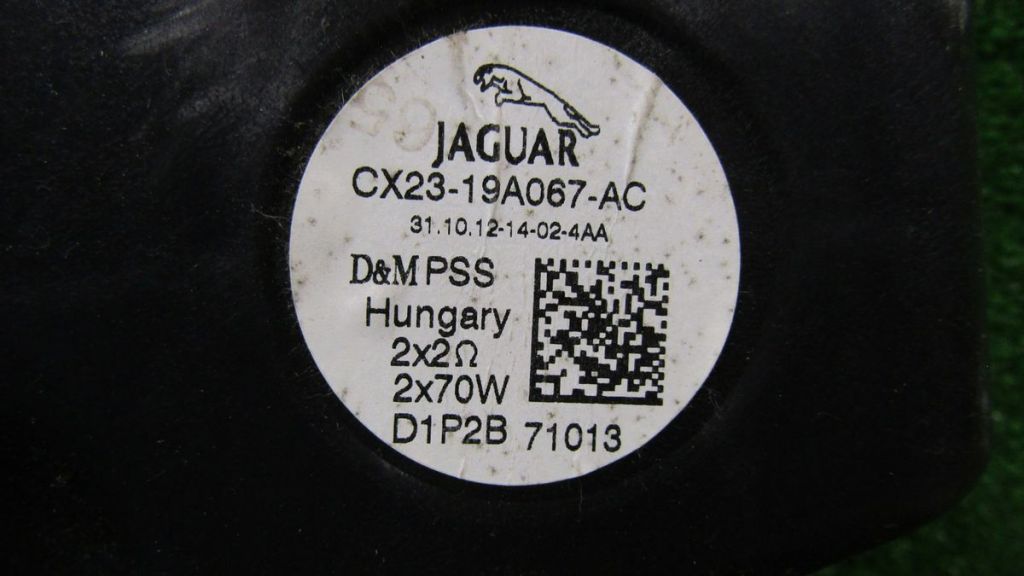 JAGUAR
CX23-19A067-AC
31.10.12-14-02-4AA
D&M PSS
Hungary
2x2Ω
2x70W
D1P2B 71013